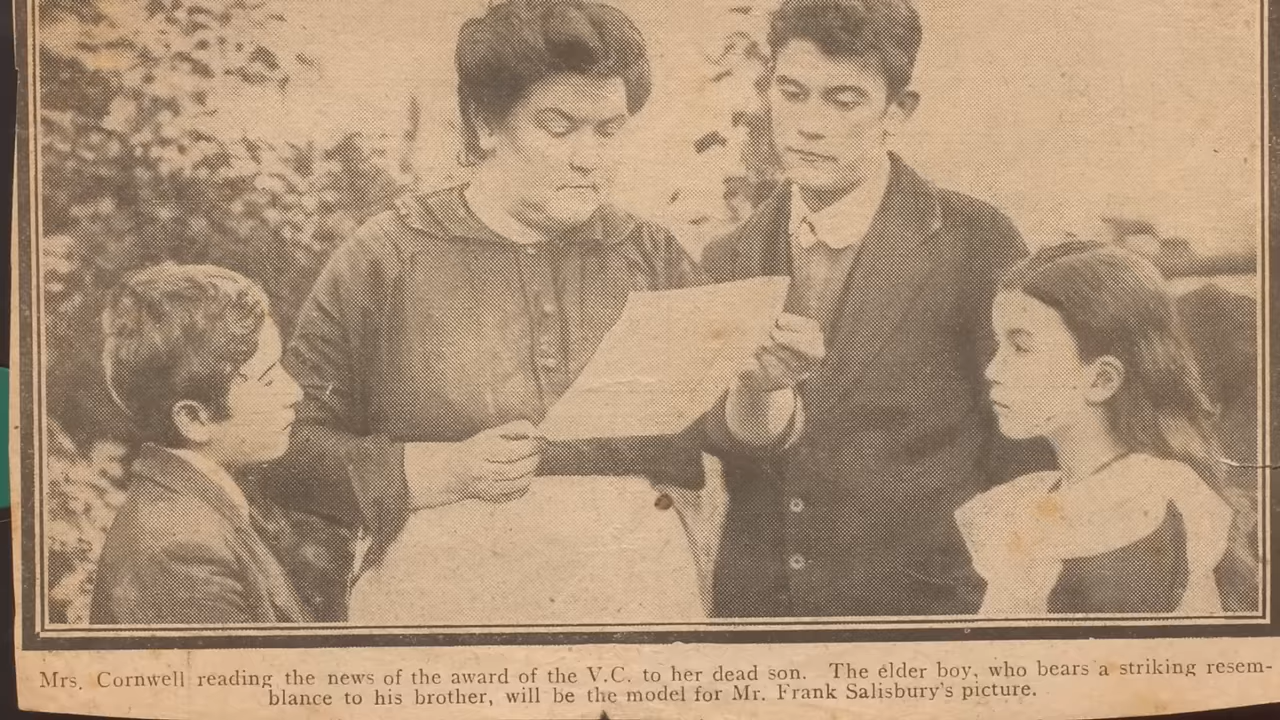 Mrs. Cornwell reading the news of the award of the V.C. to her dead son. The elder boy, who bears a striking resem-
blance to his brother, will be the model for Mr. Frank Salisbury's picture.